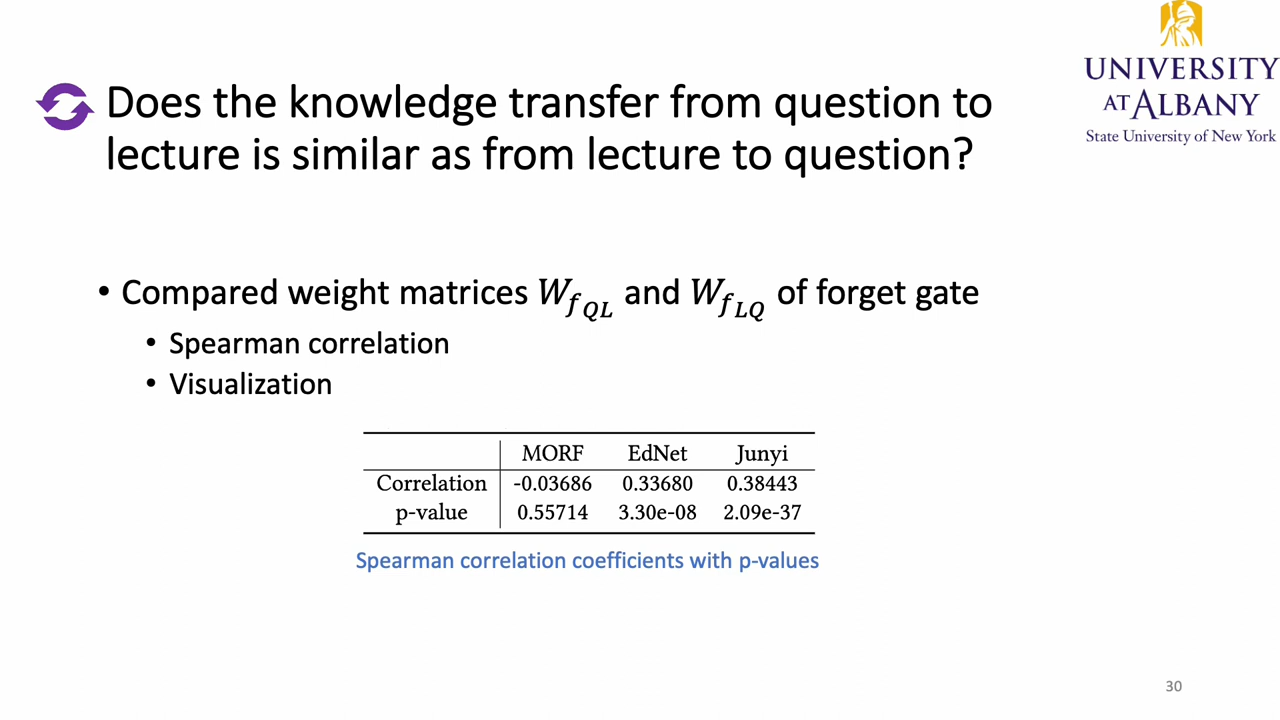 UNIVERSITY
AT ALBANY
State University of New York
Does the knowledge transfer from question to
lecture is similar as from lecture to question?
• Compared weight matrices W_{f_{QL}} and W_{f_{LQ}} of forget gate
• Spearman correlation
• Visualization
MORF EdNet Junyi
Correlation -0.03686 0.33680 0.38443
p-value 0.55714 3.30e-08 2.09e-37
Spearman correlation coefficients with p-values
30